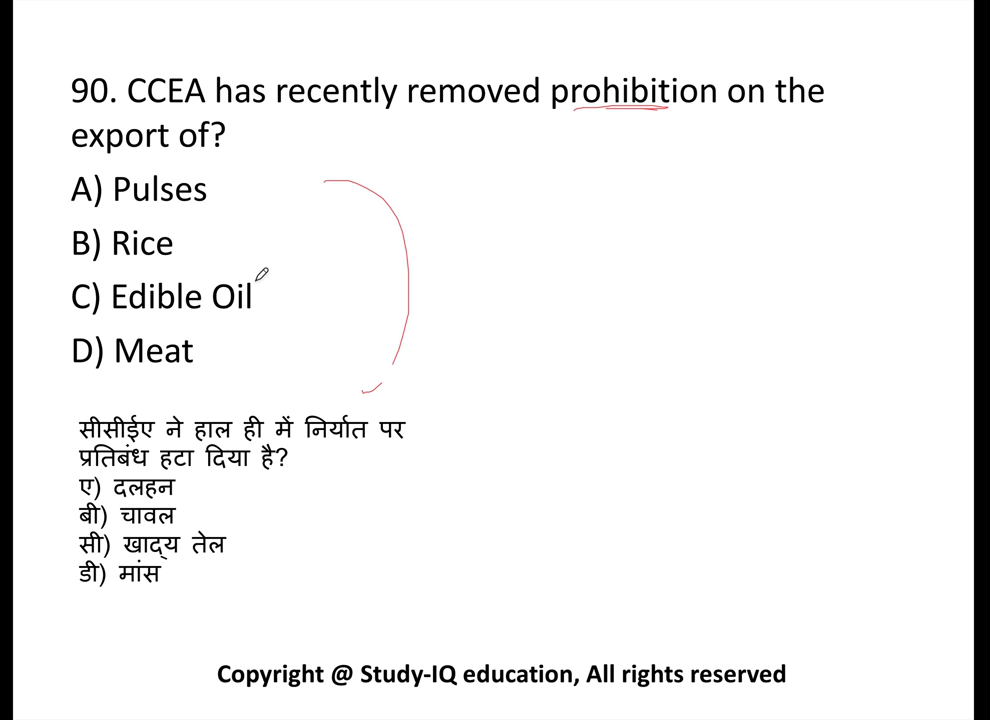 90. CCEA has recently removed prohibition on the
export of?
A) Pulses
B) Rice
C) Edible Oil
D) Meat
सीसीईए ने हाल ही में निर्यात पर
प्रतिबंध हटा दिया है?
ए) दलहन
बी) चावल
सी) खाद्य तेल
डी) मांस
Copyright @ Study-IQ education, All rights reserved